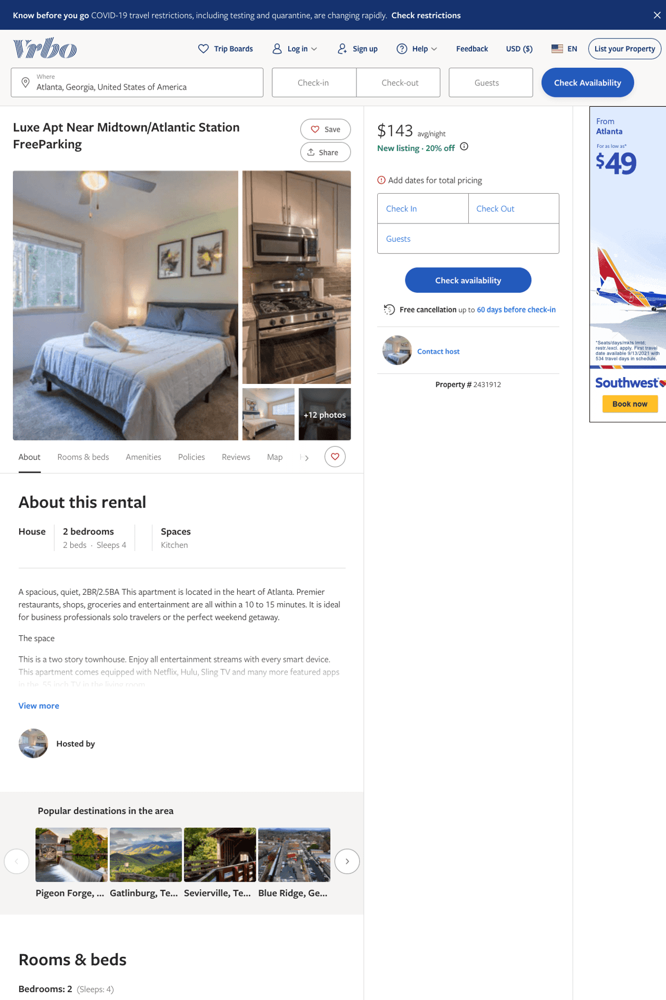 Know before you go COVID-19 travel restrictions, including testing and quarantine, are changing rapidly. Check restrictions
Vrbo
Trip Boards
Log in
Sign up
Help
Feedback
USD ($)
EN
List your Property
Where
Atlanta, Georgia, United States of America
Check-in
Check-out
Guests
Check Availability
Luxe Apt Near Midtown/Atlantic Station
FreeParking
Save
Share
+12 photos
$143 avg/night
New listing · 20% off
Add dates for total pricing
Check In
Check Out
Guests
Check availability
Free cancellation up to 60 days before check-in
Contact host
Property # 2431912
From
Atlanta
For as low as*
$49
*Seats/days/mkts lmtd;
restr./excl. apply. First travel
date available 9/13/2021 with
534 travel days in schedule.
Southwest
Book now
About
Rooms & beds
Amenities
Policies
Reviews
Map
About this rental
House
2 bedrooms
2 beds · Sleeps 4
Spaces
Kitchen
A spacious, quiet, 2BR/2.5BA This apartment is located in the heart of Atlanta. Premier
restaurants, shops, groceries and entertainment are all within a 10 to 15 minutes. It is ideal
for business professionals solo travelers or the perfect weekend getaway.
The space
This is a two story townhouse. Enjoy all entertainment streams with every smart device.
This apartment comes equipped with Netflix, Hulu, Sling TV and many more featured apps
in the 55 inch TV in the living room
View more
Hosted by
Popular destinations in the area
Pigeon Forge, ...
Gatlinburg, Te...
Sevierville, Te...
Blue Ridge, Ge...
Rooms & beds
Bedrooms: 2 (Sleeps: 4)